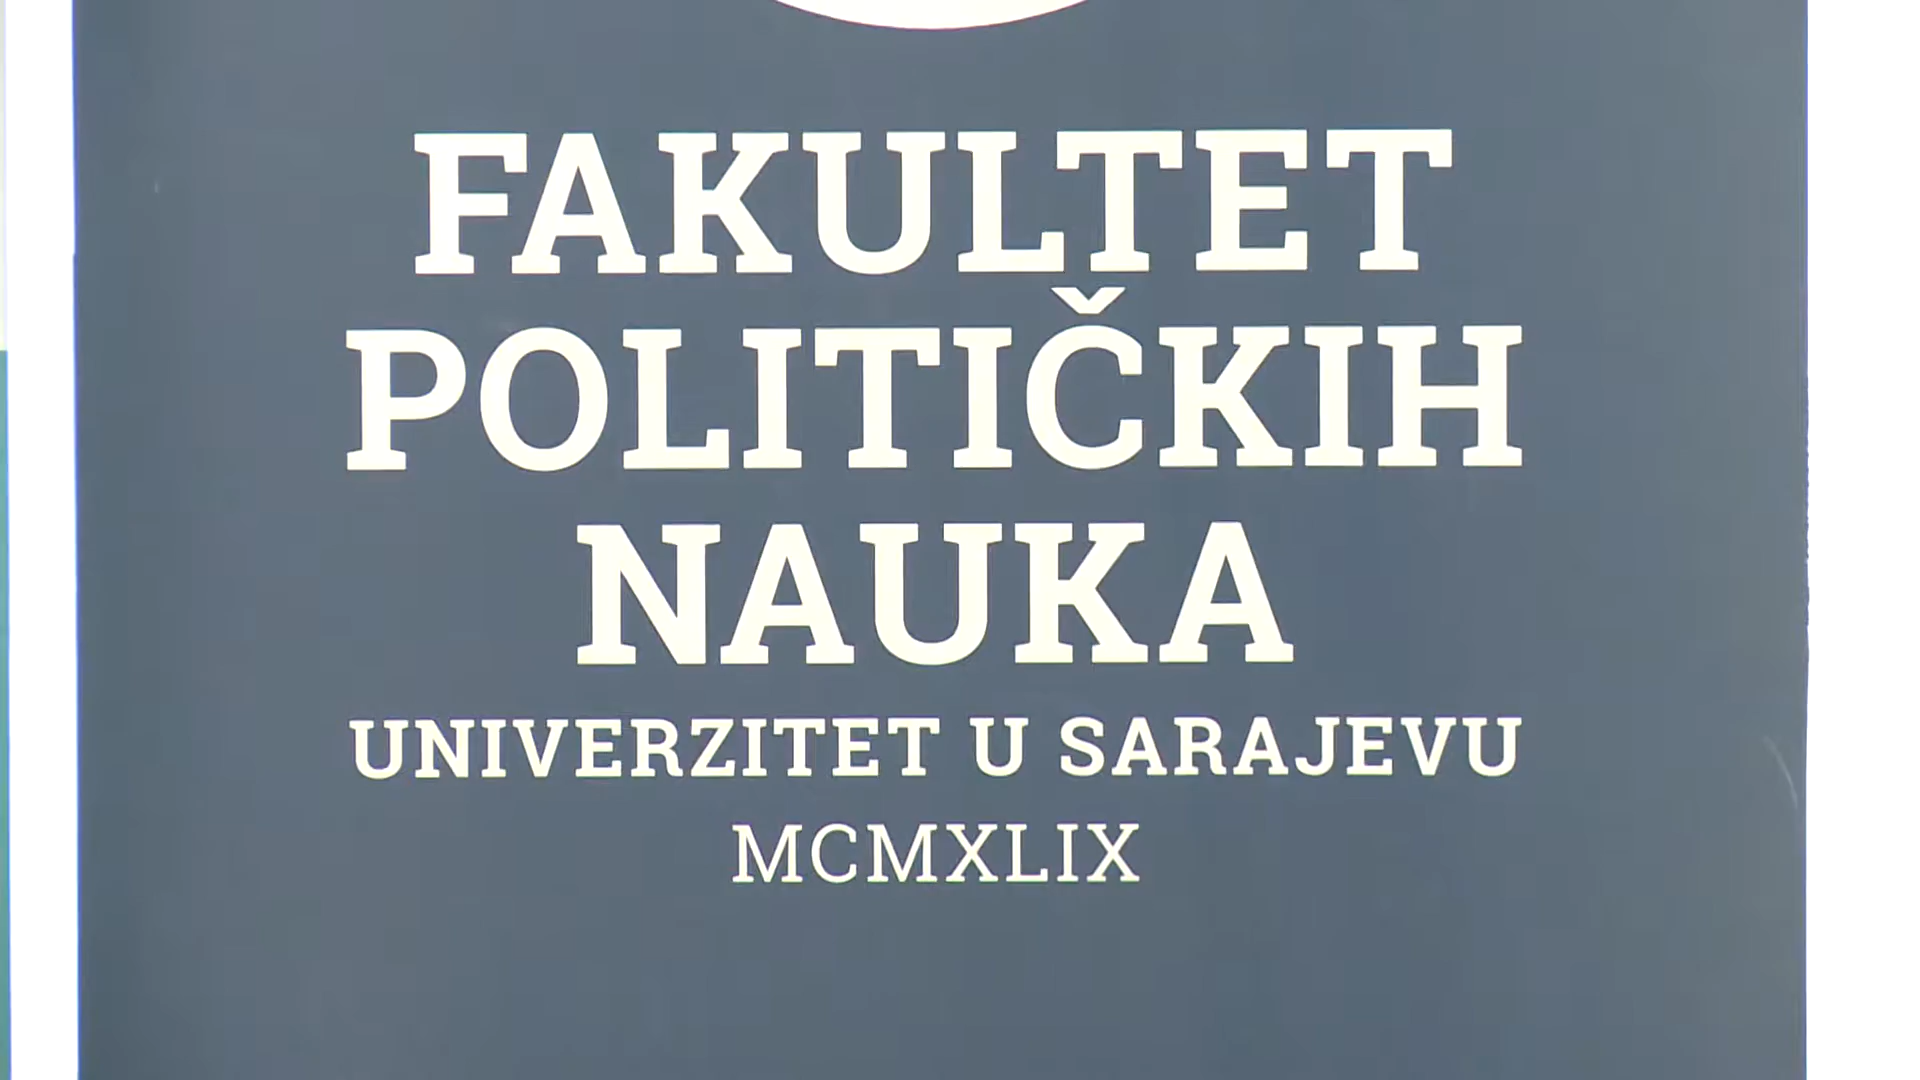 FAKULTET
POLITIČKIH
NAUKA
UNIVERZITET U SARAJEVU
MCMXLIX